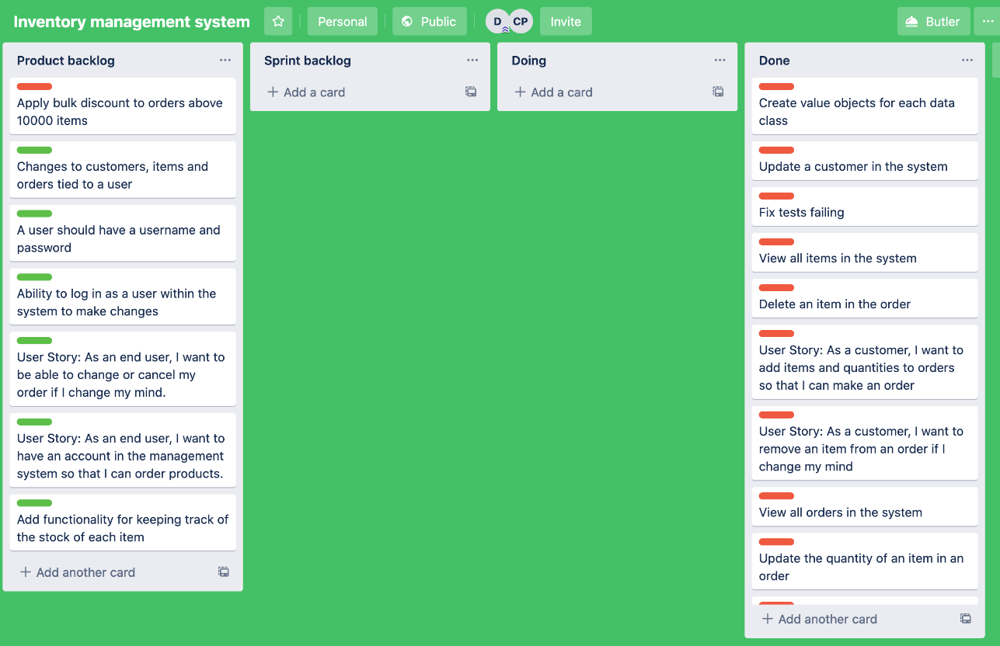 Inventory management system
Personal
Public
D
CP
Invite
Butler
Product backlog
Apply bulk discount to orders above
10000 items
Changes to customers, items and
orders tied to a user
A user should have a username and
password
Ability to log in as a user within the
system to make changes
User Story: As an end user, I want to
be able to change or cancel my
order if I change my mind.
User Story: As an end user, I want to
have an account in the management
system so that I can order products.
Add functionality for keeping track of
the stock of each item
+ Add another card
Sprint backlog
+ Add a card
Doing
+ Add a card
Done
Create value objects for each data
class
Update a customer in the system
Fix tests failing
View all items in the system
Delete an item in the order
User Story: As a customer, I want to
add items and quantities to orders
so that I can make an order
User Story: As a customer, I want to
remove an item from an order if I
change my mind
View all orders in the system
Update the quantity of an item in an
order
+ Add another card